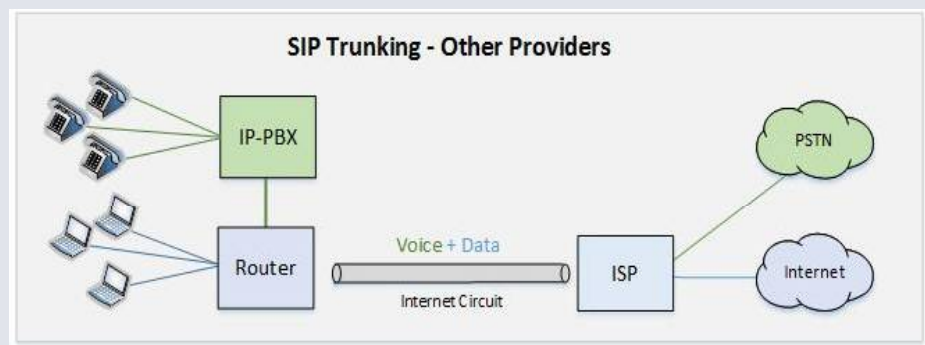 SIP Trunking - Other Providers
IP-PBX
PSTN
Voice + Data
Router
ISP
Internet
Internet Circuit